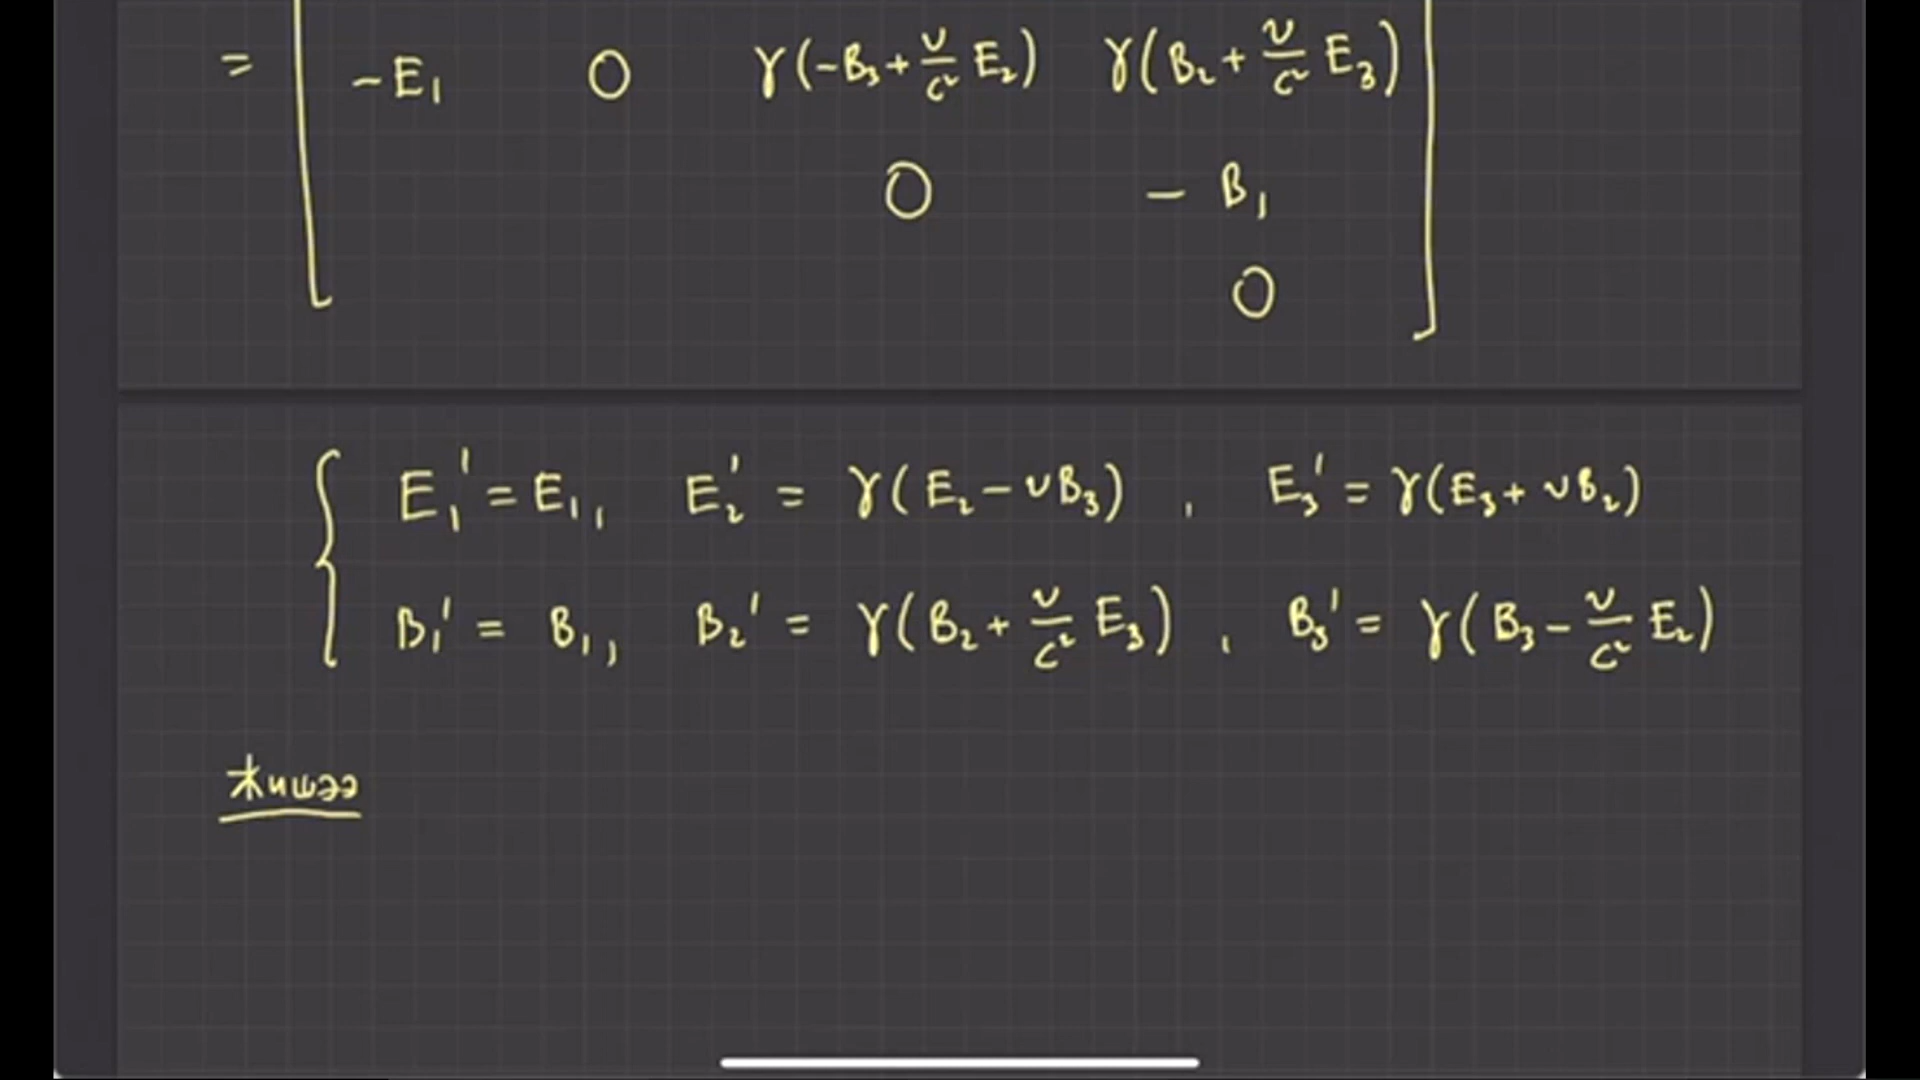 = [ -E₁ 0 γ(-B₃ + v/c² E₂) γ(B₂ + v/c² E₃) ]
0 - B₁
0
{ E₁' = E₁, E₂' = γ(E₂ - vB₃) , E₃' = γ(E₃ + vB₂)
B₁' = B₁, B₂' = γ(B₂ + v/c² E₃) , B₃' = γ(B₃ - v/c² E₂)
Жишээ